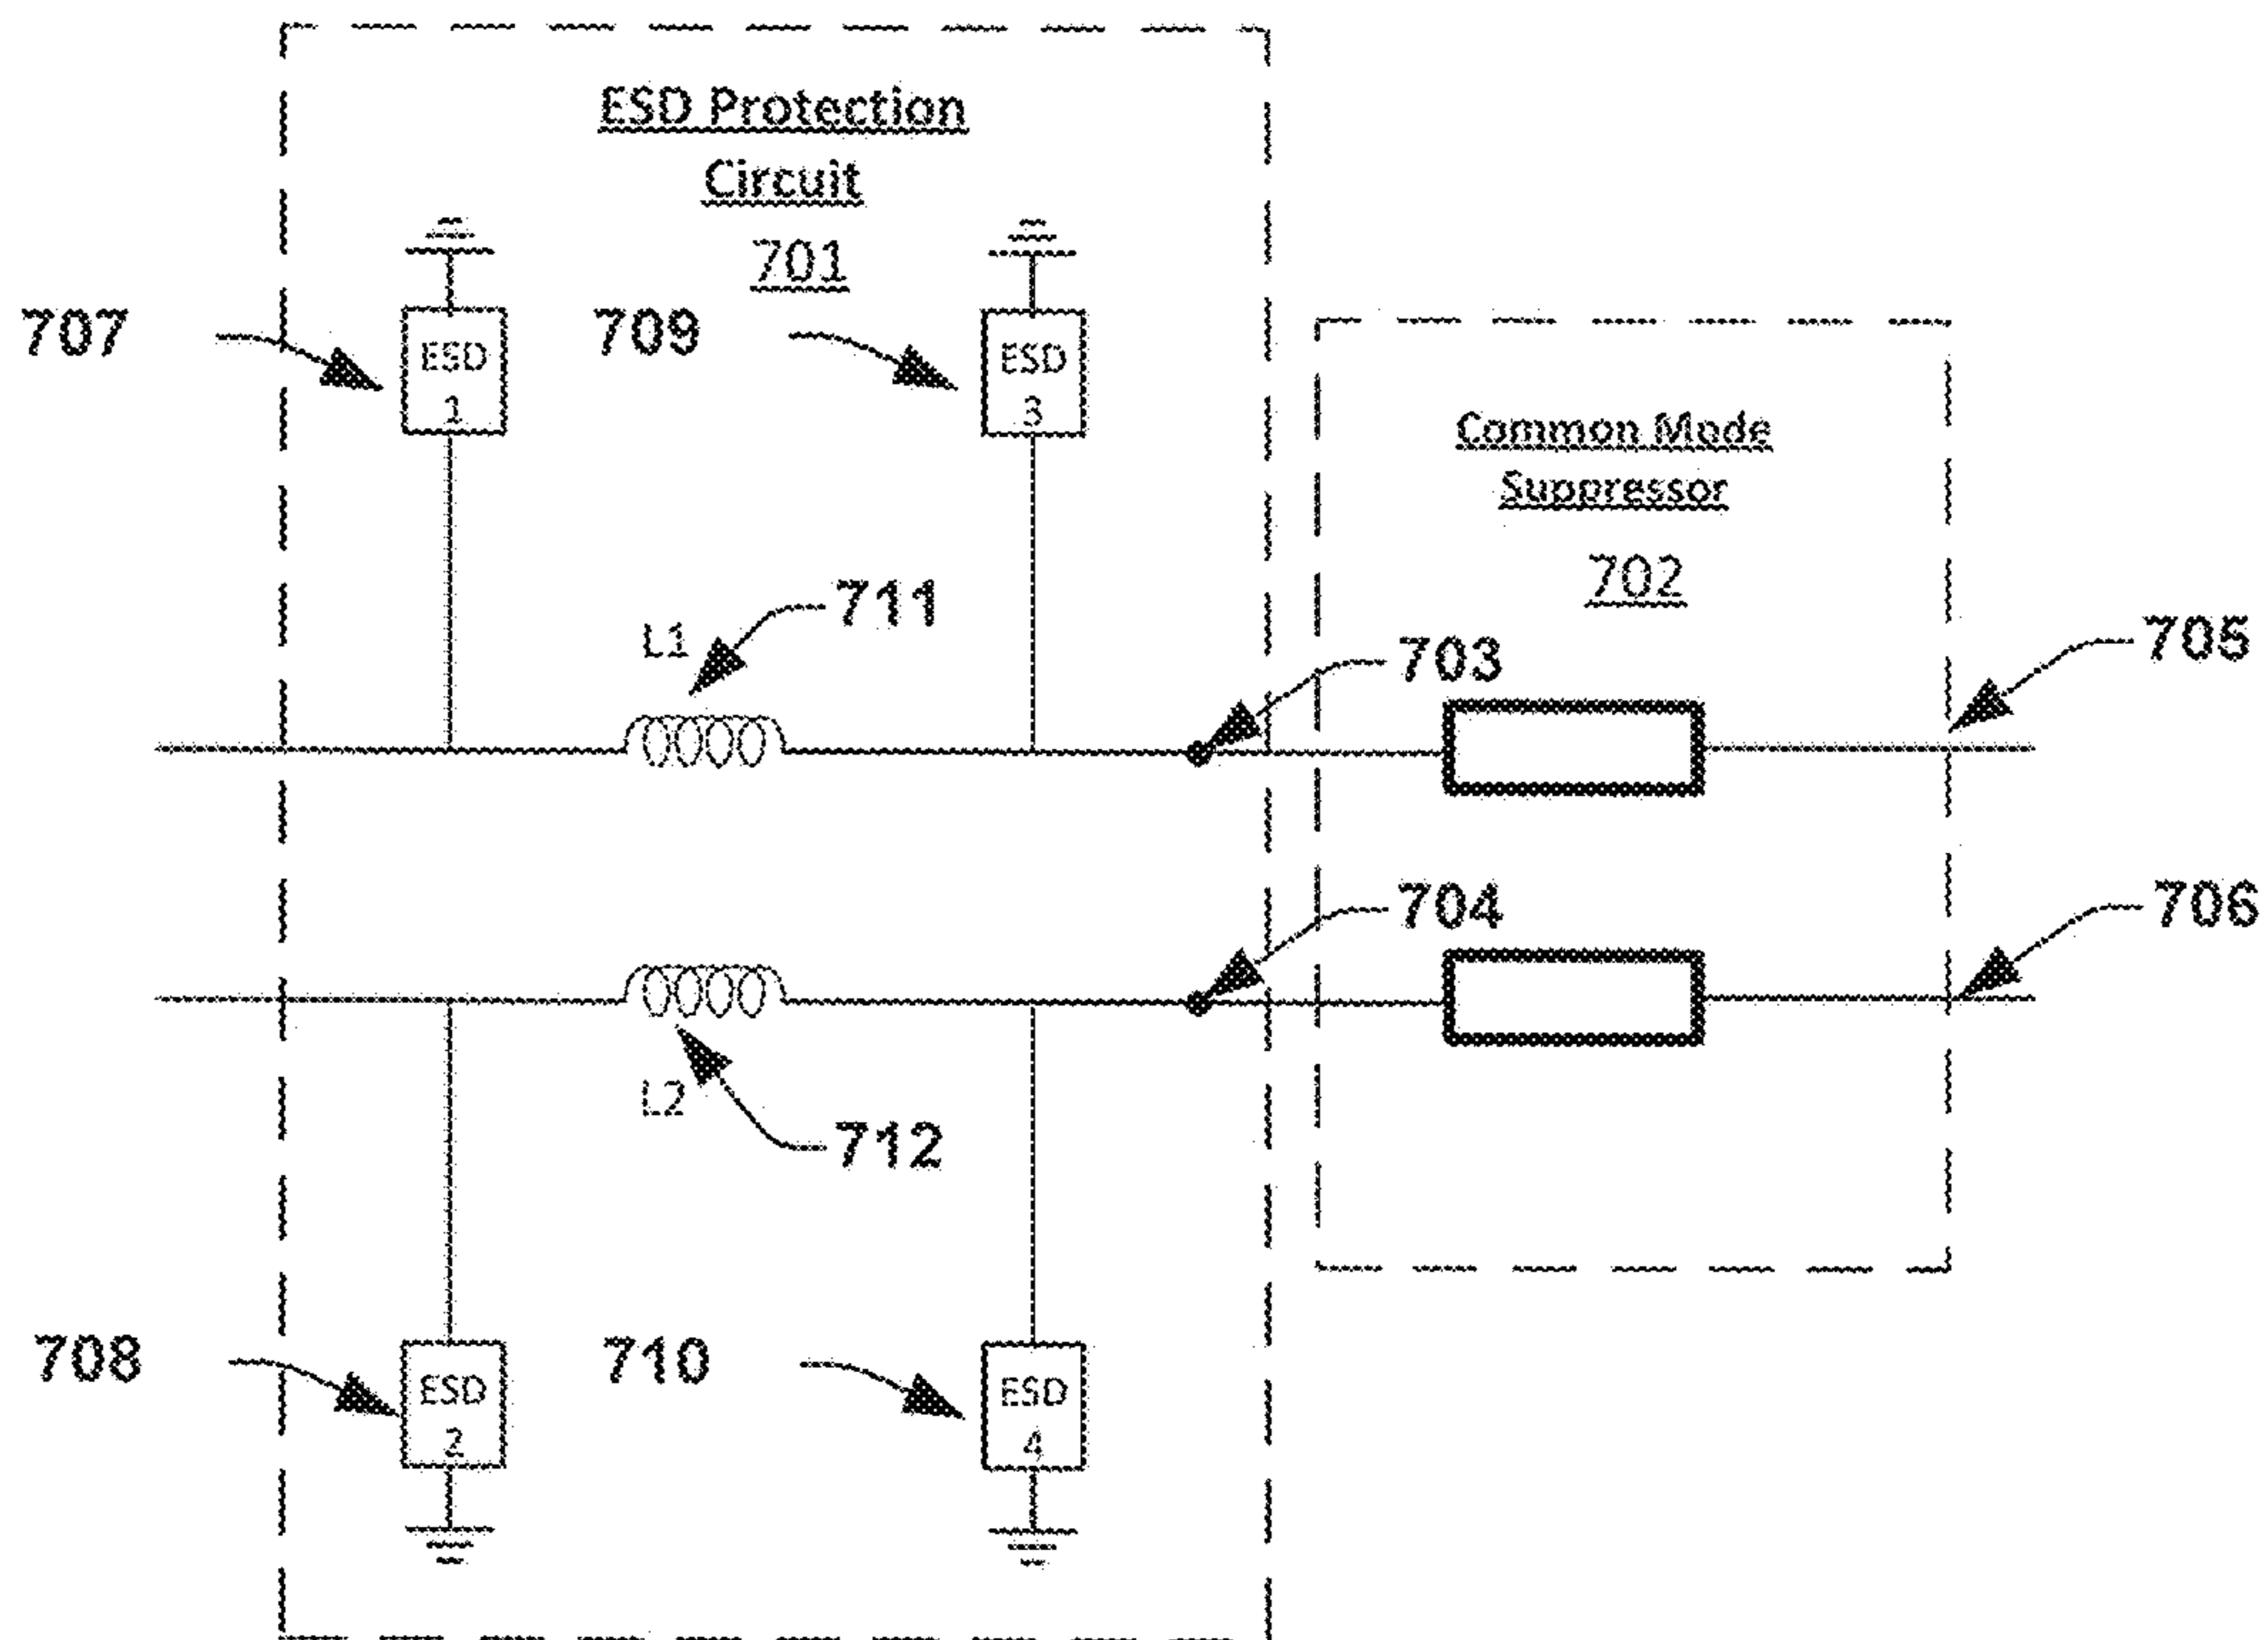 ESD Protection
Circuit
701
707
ESD
1
709
ESD
3
Common Mode
Suppressor
702
L1
711
703
705
704
706
L2
712
708
ESD
2
710
ESD
4